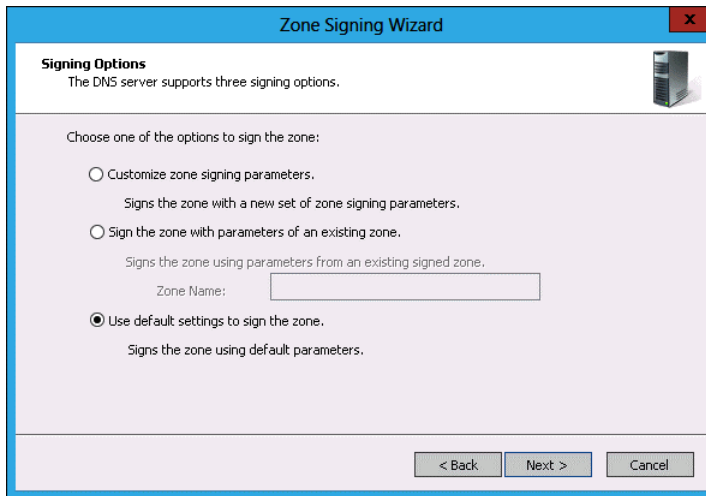 Zone Signing Wizard
x
Signing Options
The DNS server supports three signing options.
Choose one of the options to sign the zone:
Customize zone signing parameters.
Signs the zone with a new set of zone signing parameters.
Sign the zone with parameters of an existing zone.
Signs the zone using parameters from an existing signed zone.
Zone Name:
Use default settings to sign the zone.
Signs the zone using default parameters.
< Back Next > Cancel